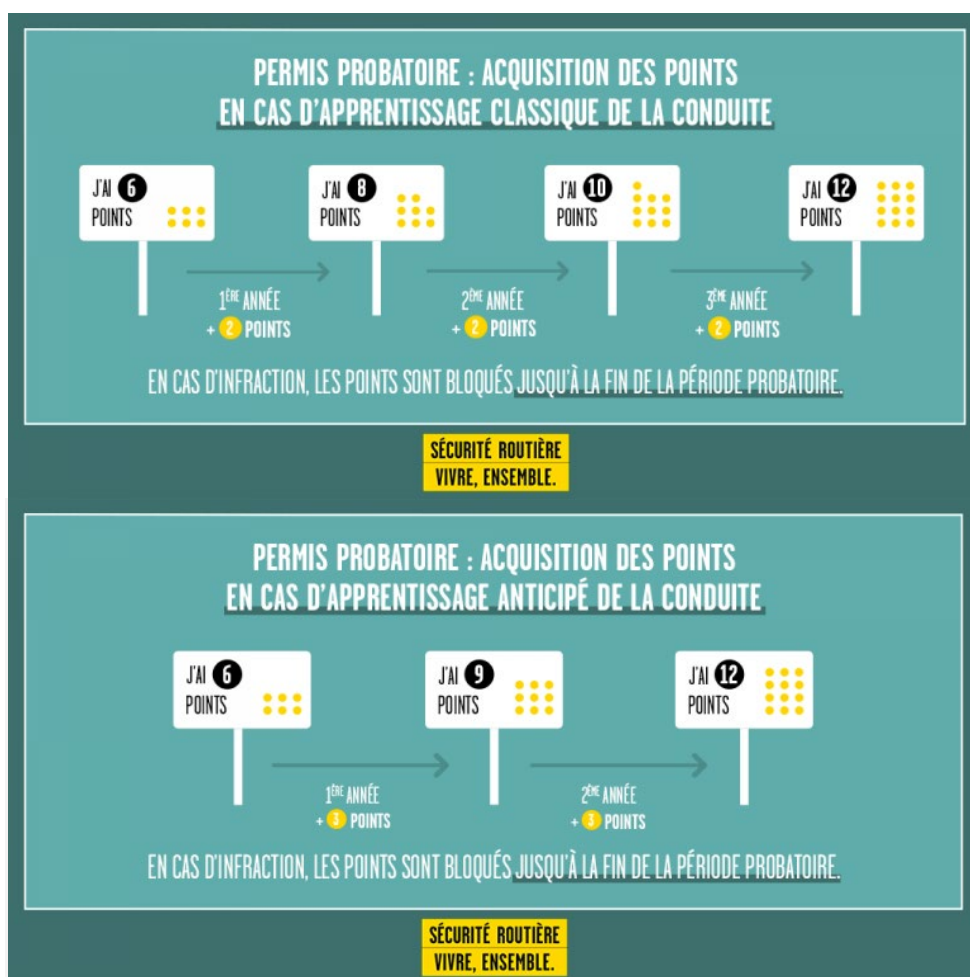 PERMIS PROBATOIRE : ACQUISITION DES POINTS
EN CAS D'APPRENTISSAGE CLASSIQUE DE LA CONDUITE
J'AI 6
POINTS
J'AI 8
POINTS
J'AI 10
POINTS
J'AI 12
POINTS
1ÈRE ANNÉE
+ 2 POINTS
2ÈME ANNÉE
+ 2 POINTS
3ÈME ANNÉE
+ 2 POINTS
EN CAS D'INFRACTION, LES POINTS SONT BLOQUÉS JUSQU'À LA FIN DE LA PÉRIODE PROBATOIRE.
SÉCURITÉ ROUTIÈRE
VIVRE, ENSEMBLE.
PERMIS PROBATOIRE : ACQUISITION DES POINTS
EN CAS D'APPRENTISSAGE ANTICIPÉ DE LA CONDUITE
J'AI 6
POINTS
J'AI 9
POINTS
J'AI 12
POINTS
1ÈRE ANNÉE
+ 3 POINTS
2ÈME ANNÉE
+ 3 POINTS
EN CAS D'INFRACTION, LES POINTS SONT BLOQUÉS JUSQU'À LA FIN DE LA PÉRIODE PROBATOIRE.
SÉCURITÉ ROUTIÈRE
VIVRE, ENSEMBLE.